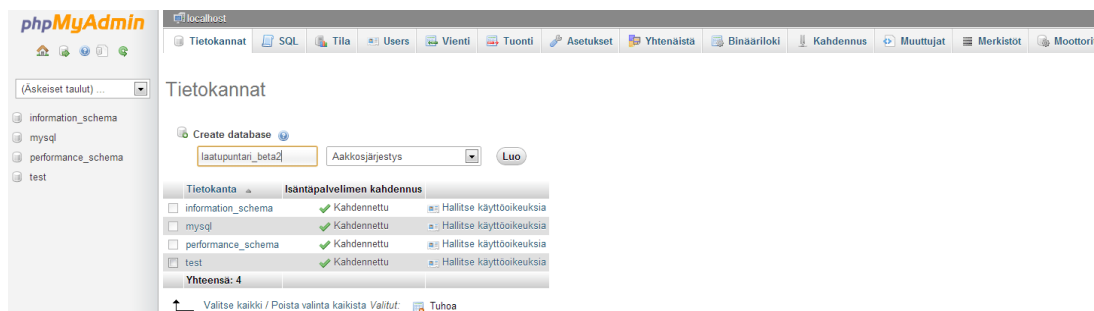 phpMyAdmin
localhost
Tietokannat SQL Tila Users Vienti Tuonti Asetukset Yhtenäistä Binääriloki Kahdennus Muuttujat Merkistöt Moottorit
(Äskeiset taulut) ...
information_schema
mysql
performance_schema
test
Tietokannat
Create database
laatupuntari_beta2 Aakkosjärjestys Luo
Tietokanta Isäntäpalvelimen kahdennus
information_schema Kahdennettu Hallitse käyttöoikeuksia
mysql Kahdennettu Hallitse käyttöoikeuksia
performance_schema Kahdennettu Hallitse käyttöoikeuksia
test Kahdennettu Hallitse käyttöoikeuksia
Yhteensä: 4
Valitse kaikki / Poista valinta kaikista Valitut: Tuhoa